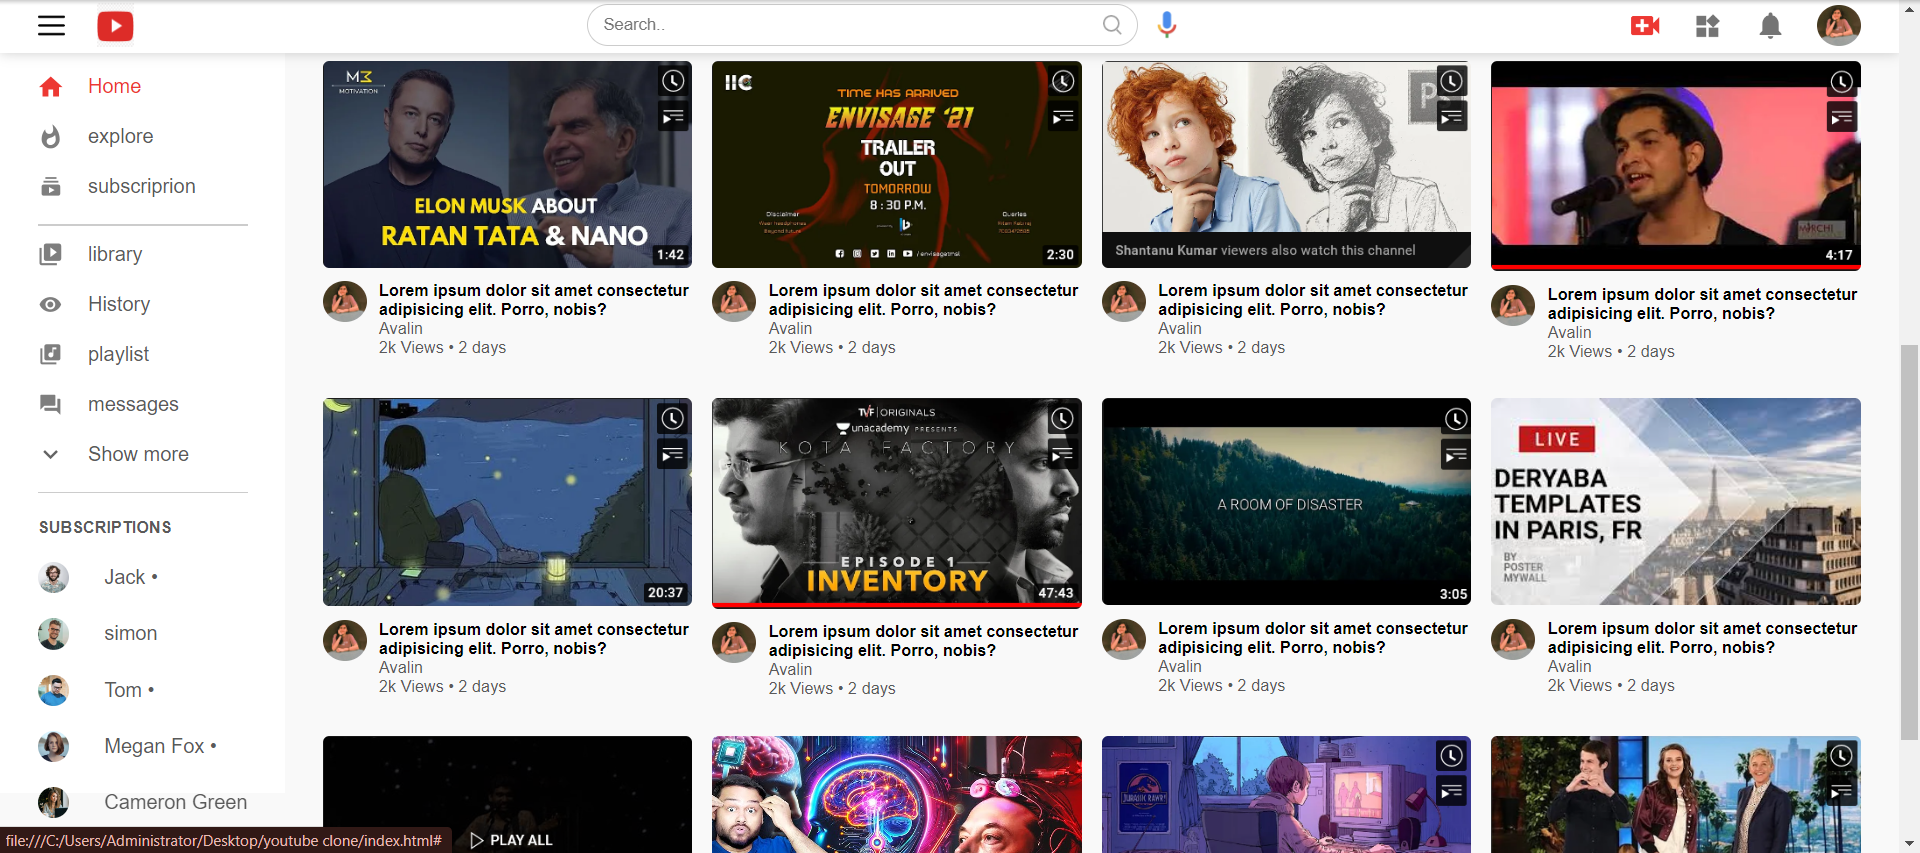 Search..
Home
explore
subscriprion
library
History
playlist
messages
Show more
SUBSCRIPTIONS
Jack •
simon
Tom •
Megan Fox •
Cameron Green
file:///C:/Users/Administrator/Desktop/youtube clone/index.html#
MOTIVATION
ELON MUSK ABOUT
RATAN TATA & NANO
1:42
Lorem ipsum dolor sit amet consectetur
adipisicing elit. Porro, nobis?
Avalin
2k Views • 2 days
IIC
TIME HAS ARRIVED
ENVISAGE '21
TRAILER
OUT
TOMORROW
8:30 P.M.
Disclaimer
Queries
Wear headphones
Beyond future
2:30
Lorem ipsum dolor sit amet consectetur
adipisicing elit. Porro, nobis?
Avalin
2k Views • 2 days
Shantanu Kumar viewers also watch this channel
Lorem ipsum dolor sit amet consectetur
adipisicing elit. Porro, nobis?
Avalin
2k Views • 2 days
MIRCHI
4:17
Lorem ipsum dolor sit amet consectetur
adipisicing elit. Porro, nobis?
Avalin
2k Views • 2 days
20:37
Lorem ipsum dolor sit amet consectetur
adipisicing elit. Porro, nobis?
Avalin
2k Views • 2 days
TVF | ORIGINALS
unacademy PRESENTS
KOTA FACTORY
EPISODE 1
INVENTORY
47:43
Lorem ipsum dolor sit amet consectetur
adipisicing elit. Porro, nobis?
Avalin
2k Views • 2 days
A ROOM OF DISASTER
3:05
Lorem ipsum dolor sit amet consectetur
adipisicing elit. Porro, nobis?
Avalin
2k Views • 2 days
LIVE
DERYABA
TEMPLATES
IN PARIS, FR
BY
POSTER
MYWALL
Lorem ipsum dolor sit amet consectetur
adipisicing elit. Porro, nobis?
Avalin
2k Views • 2 days
PLAY ALL
JURASIC RAWR